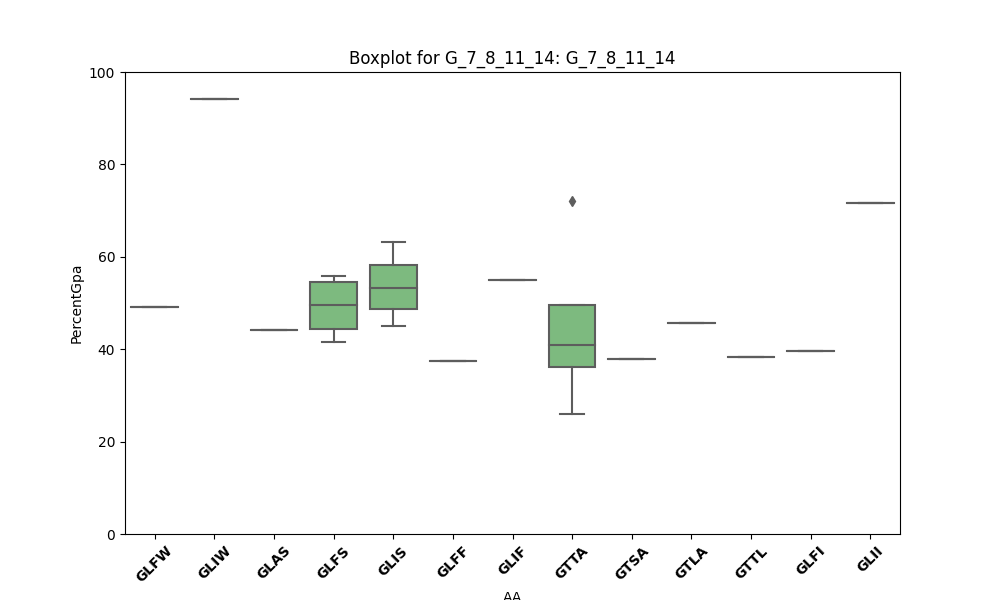 Boxplot for G_7_8_11_14: G_7_8_11_14
100
80
60
40
20
0
PercentGpa
GLFW GLIW GLAS GLFS GLIS GLFF GLIF GTTA GTSA GTLA GTTL GLFI GLII
AA